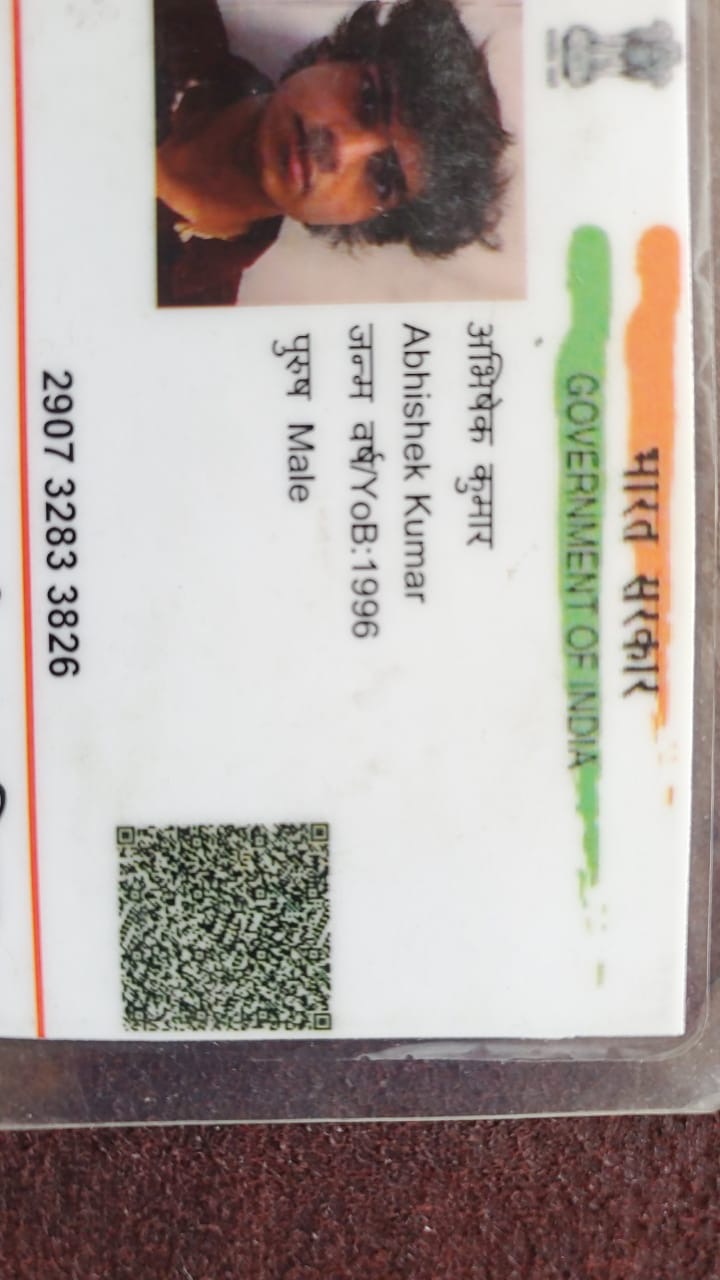 भारत सरकार
GOVERNMENT OF INDIA
अभिषेक कुमार
Abhishek Kumar
जन्म वर्ष/YoB:1996
पुरुष Male
2907 3283 3826